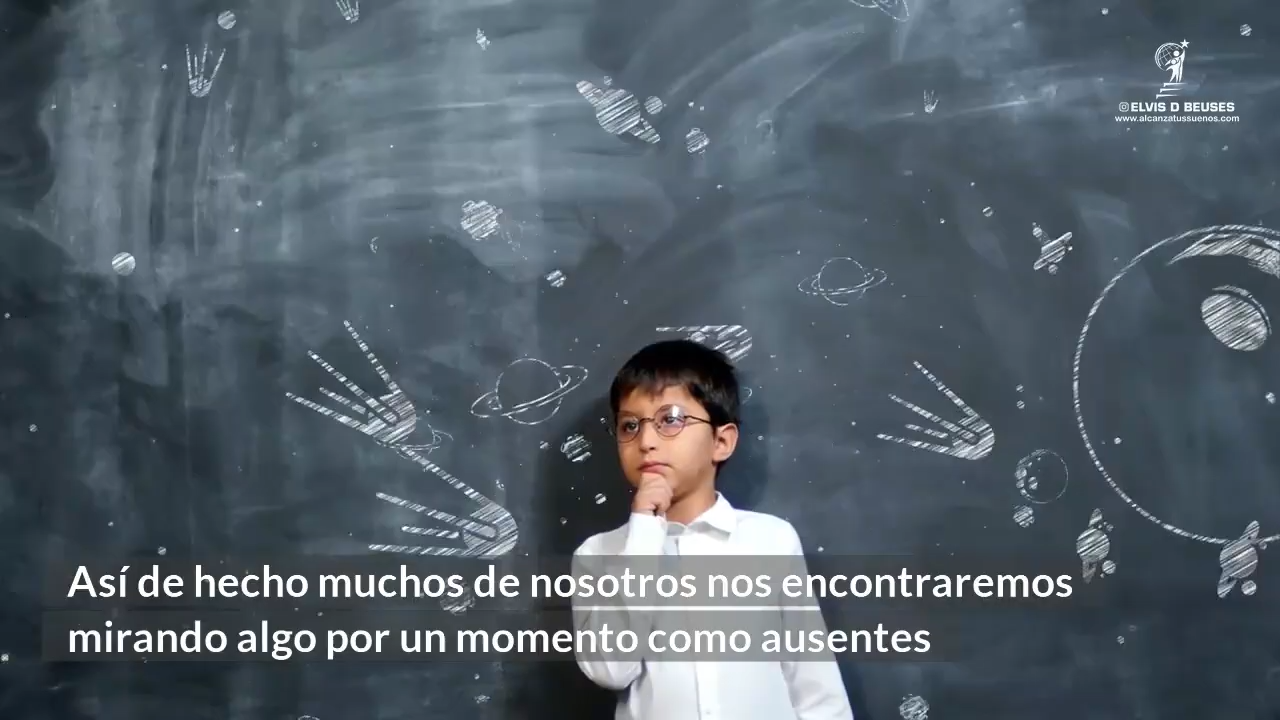 @ELVIS D BEUSES
www.alcanzatussuenos.com
Así de hecho muchos de nosotros nos encontraremos
mirando algo por un momento como ausentes